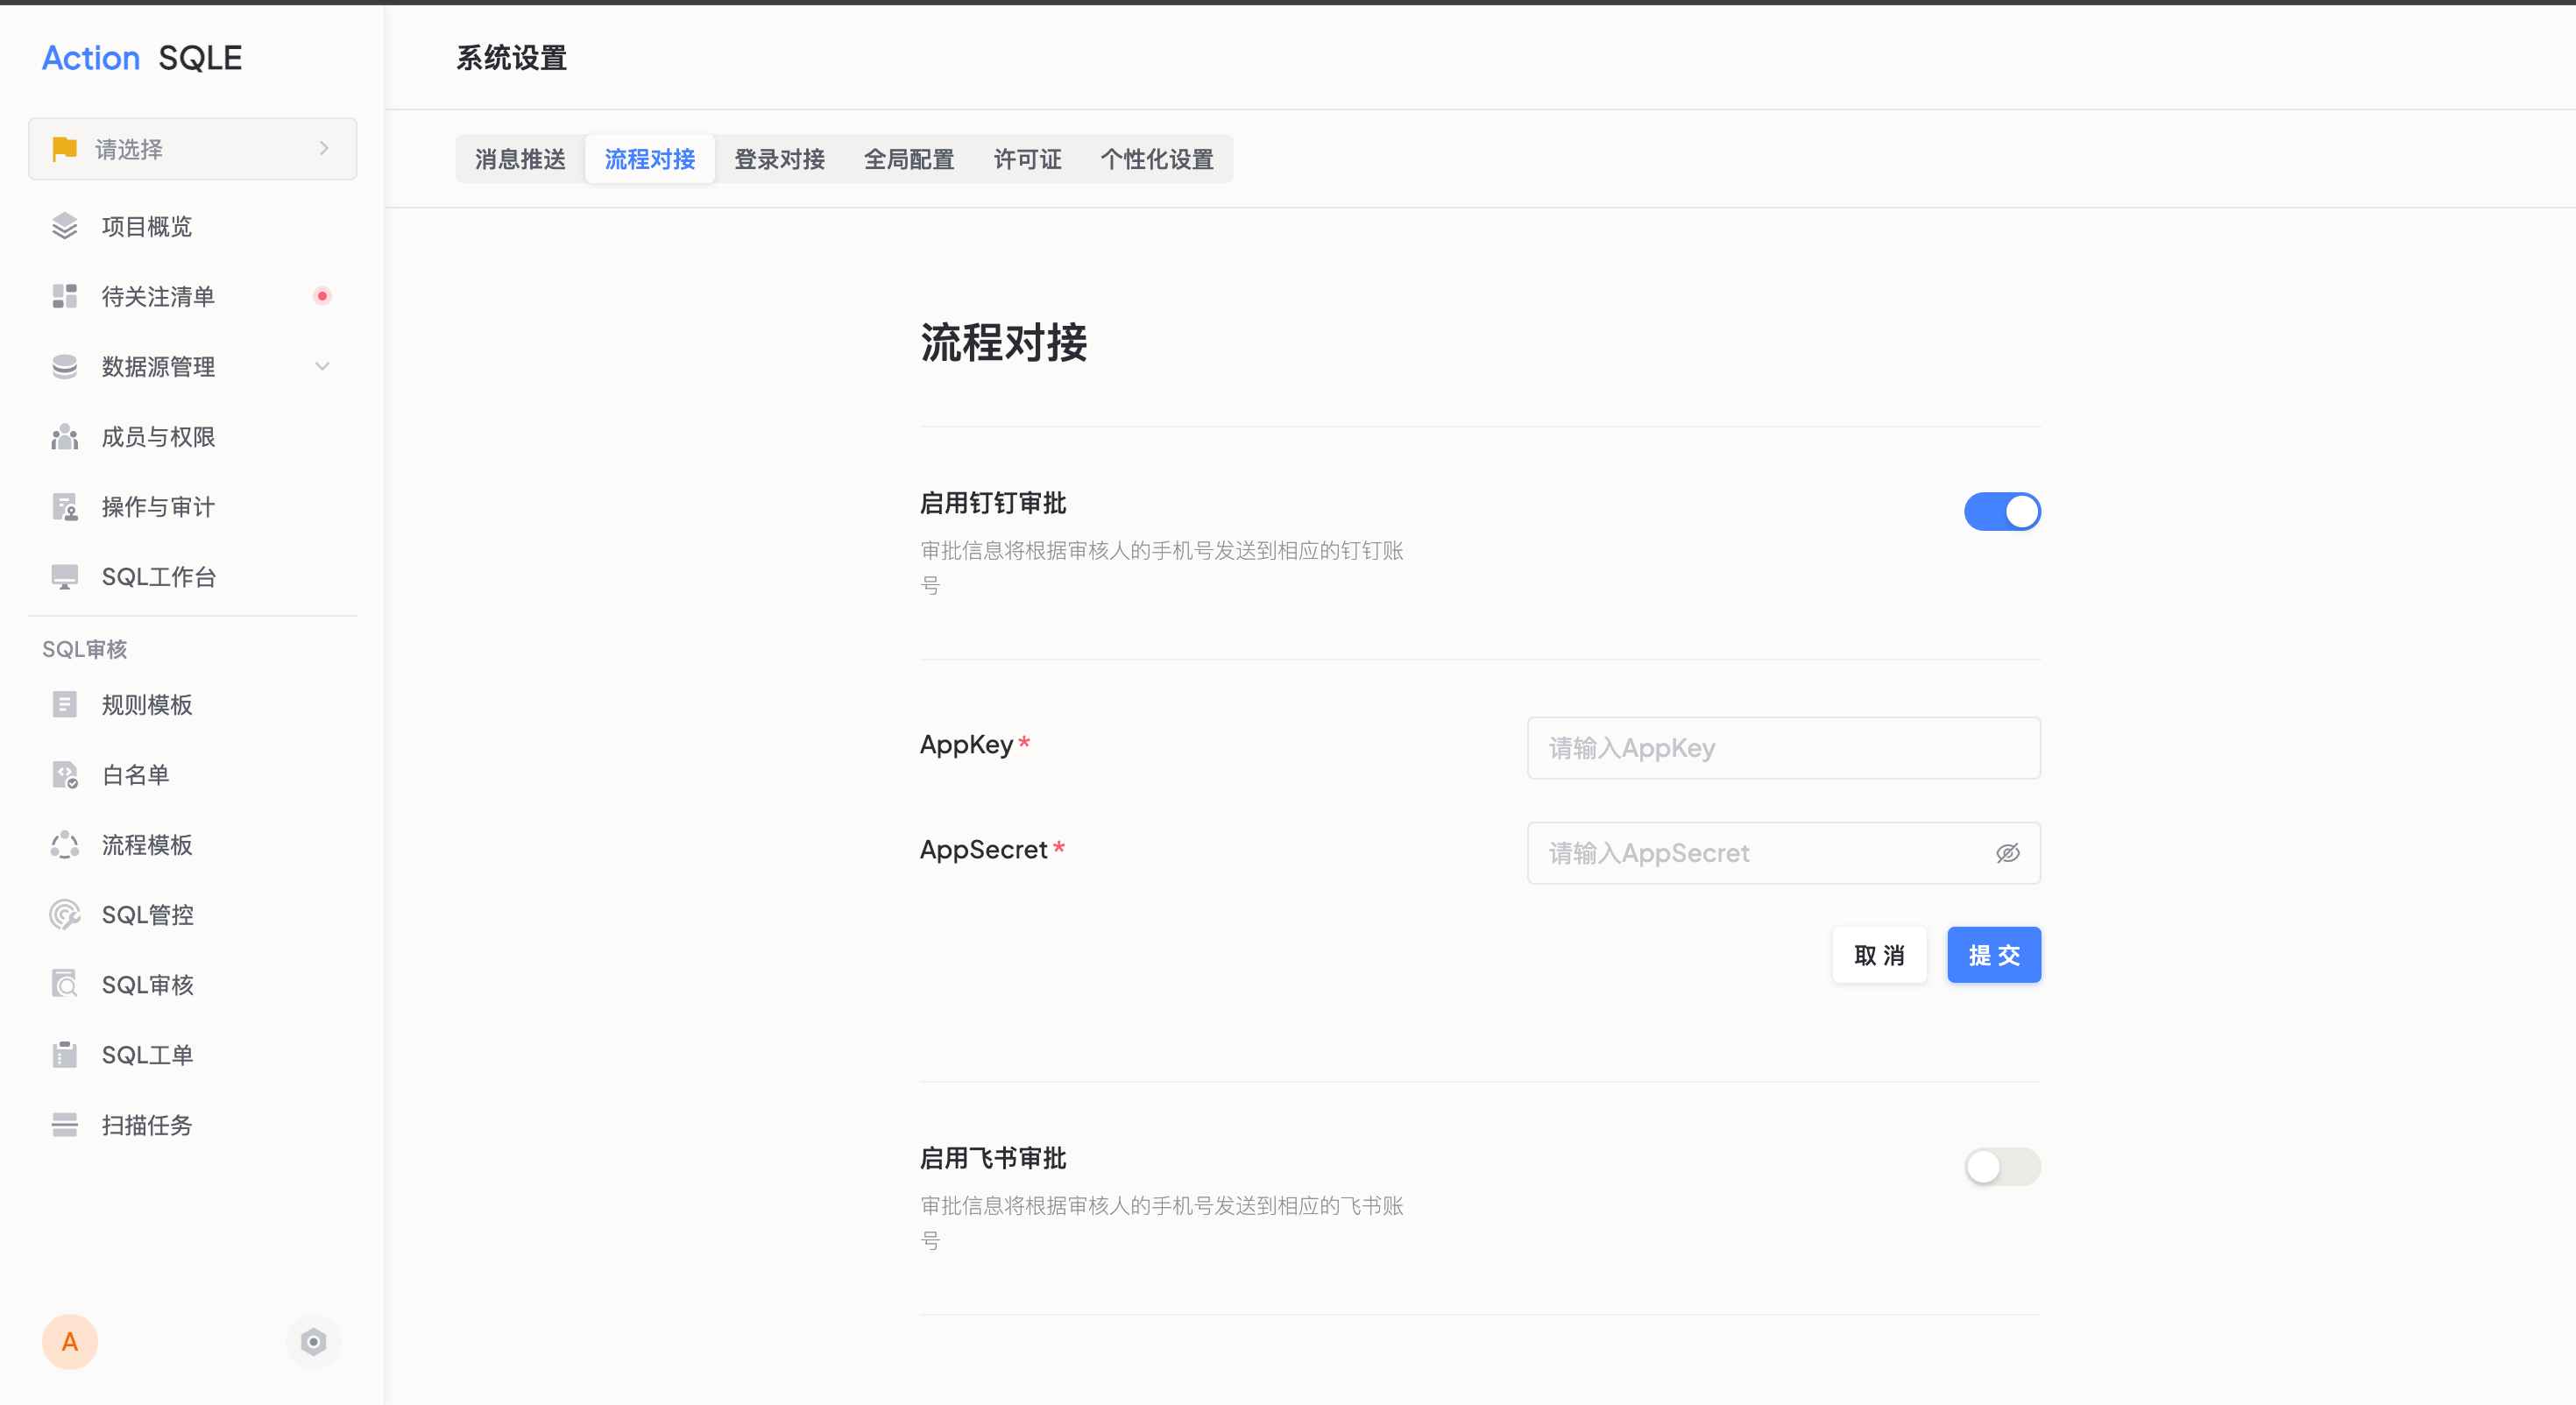 Action SQLE
请选择
项目概览
待关注清单
数据源管理
成员与权限
操作与审计
SQL工作台
SQL审核
规则模板
白名单
流程模板
SQL管控
SQL审核
SQL工单
扫描任务
A
系统设置
消息推送 流程对接 登录对接 全局配置 许可证 个性化设置
流程对接
启用钉钉审批
审批信息将根据审核人的手机号发送到相应的钉钉账
号
AppKey *
请输入AppKey
AppSecret *
请输入AppSecret
取 消 提 交
启用飞书审批
审批信息将根据审核人的手机号发送到相应的飞书账
号